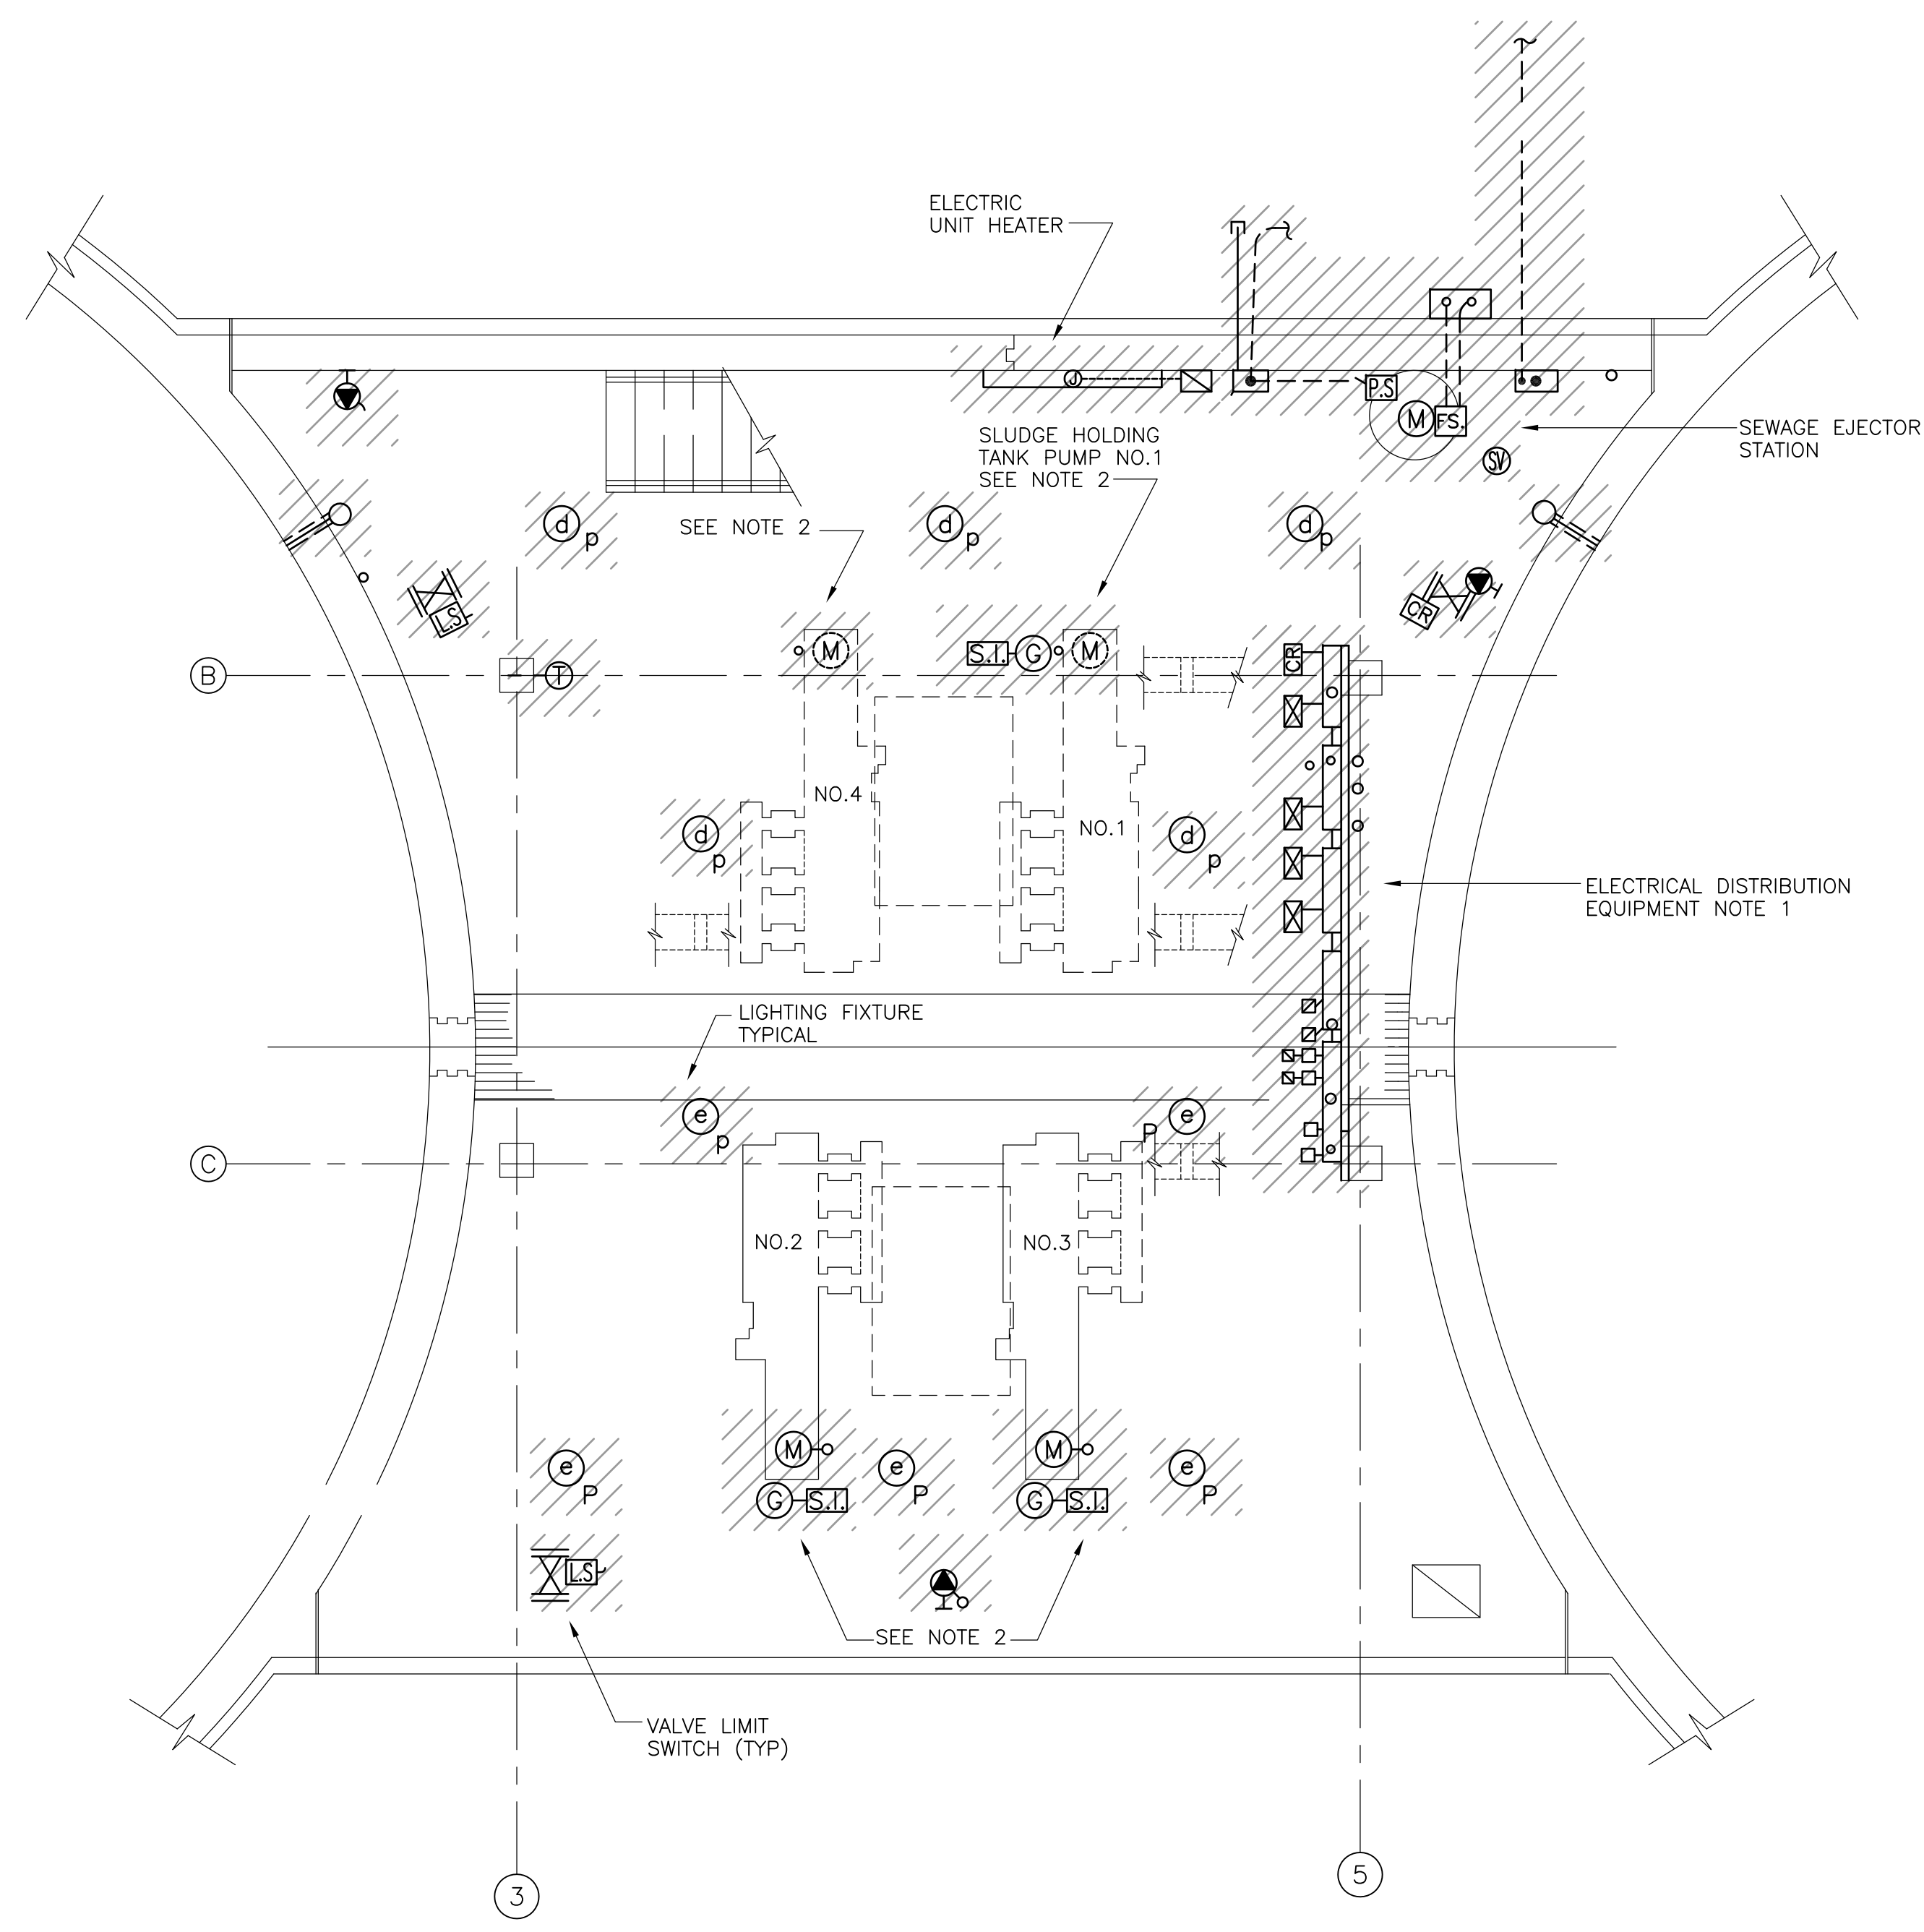 ELECTRIC
UNIT HEATER
P.S
J
M
FS.
SEWAGE EJECTOR
STATION
SV
SLUDGE HOLDING
TANK PUMP NO.1
SEE NOTE 2
SEE NOTE 2
d
p
d
p
d
p
L.S
CR
B
T
M
S.I.
G
M
CR
NO.4
NO.1
d
p
d
p
ELECTRICAL DISTRIBUTION
EQUIPMENT NOTE 1
LIGHTING FIXTURE
TYPICAL
e
p
e
P
C
NO.2
NO.3
M
M
e
P
e
P
e
P
G
S.I.
G
S.I.
L.S
SEE NOTE 2
VALVE LIMIT
SWITCH (TYP)
3
5